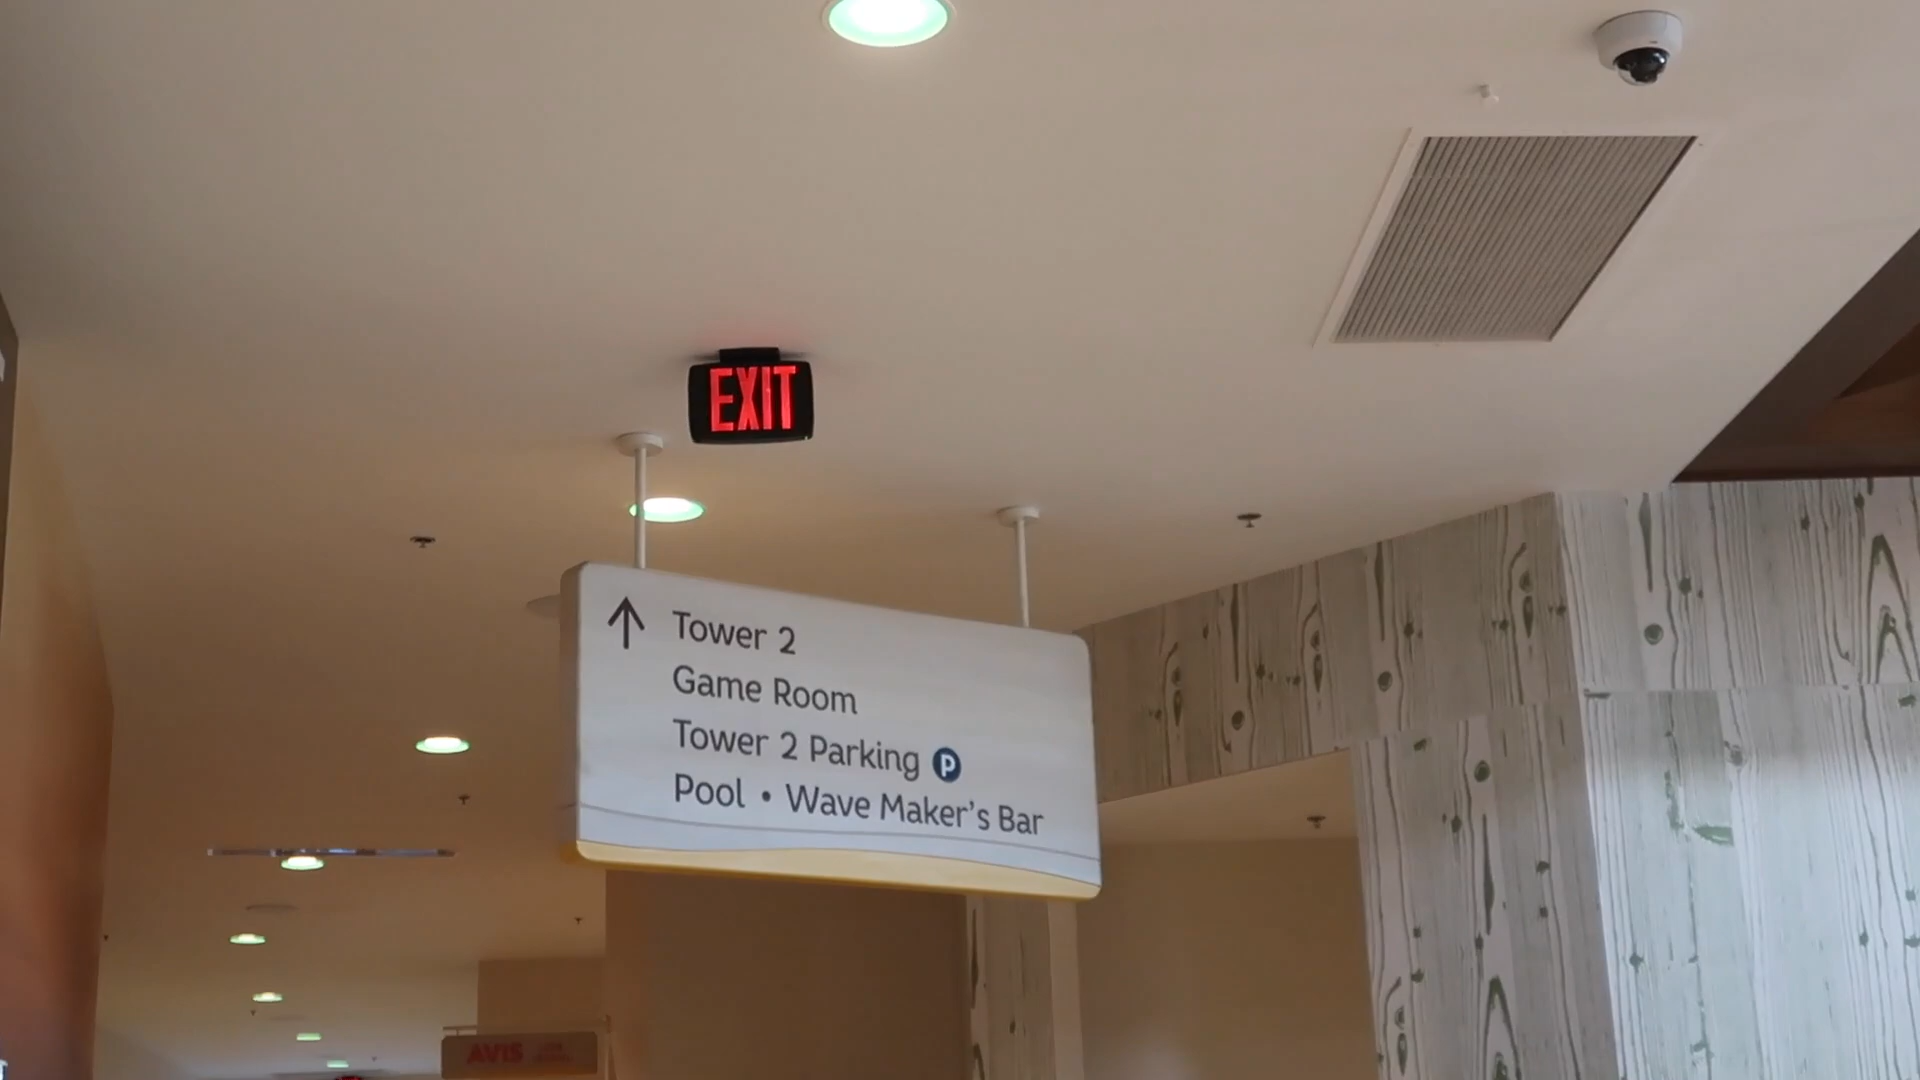 EXIT
↑ Tower 2
Game Room
Tower 2 Parking P
Pool • Wave Maker's Bar
AVIS